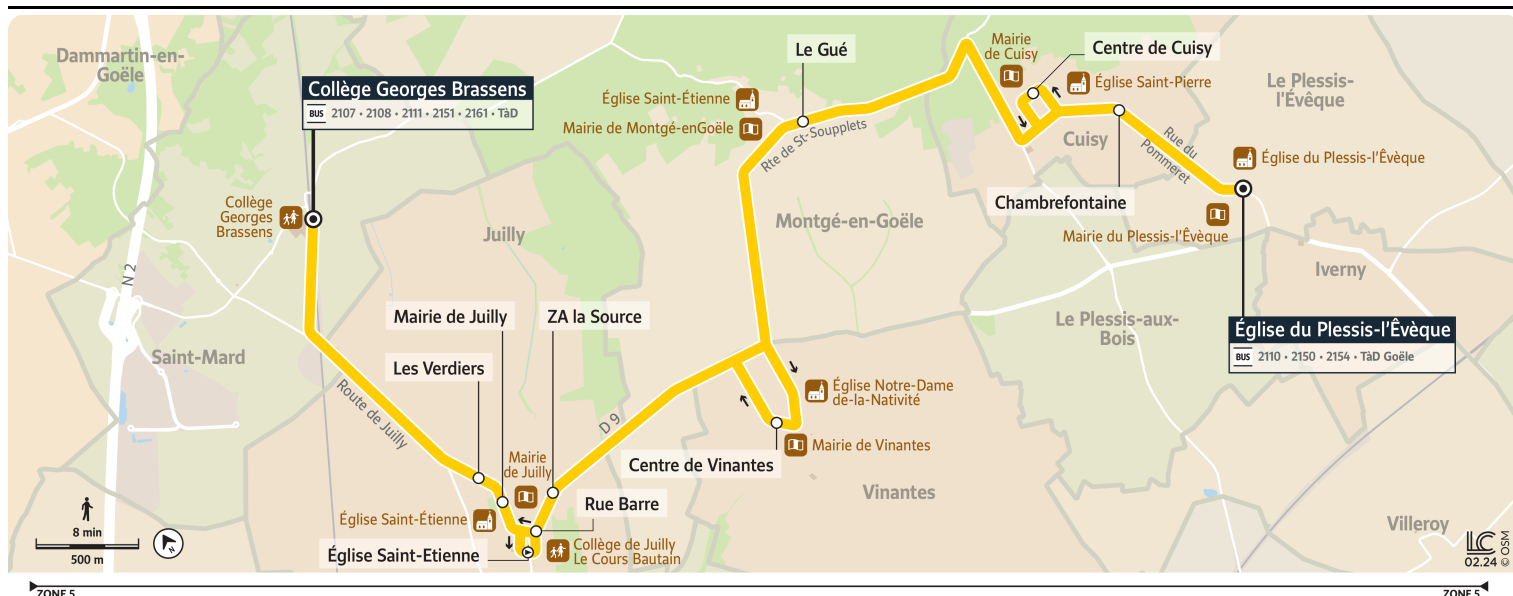 Dammartin-en-
Goële
Collège Georges Brassens
BUS 2107 • 2108 • 2111 • 2151 • 2161 • TàD
Collège
Georges
Brassens
N 2
Saint-Mard
Juilly
Route de Juilly
Mairie de Juilly
ZA la Source
Les Verdiers
Mairie
de Juilly
Église Saint-Étienne
Église Saint-Etienne
Rue Barre
Collège de Juilly
Le Cours Bautain
D 9
Le Gué
Église Saint-Étienne
Mairie de Montgé-enGoële
Rte de St-Soupplets
Montgé-en-Goële
Église Notre-Dame
de-la-Nativité
Mairie de Vinantes
Centre de Vinantes
Vinantes
Mairie
de Cuisy
Centre de Cuisy
Église Saint-Pierre
Cuisy
Chambrefontaine
Rue du
Pommeret
Le Plessis-
l'Évêque
Église du Plessis-l'Êvèque
Mairie du Plessis-l'Êvèque
Iverny
Le Plessis-aux-
Bois
Église du Plessis-l'Êvèque
BUS 2110 • 2150 • 2154 • TàD Goële
Villeroy
8 min
500 m
N
LC
02.24 © OSM
ZONE 5
ZONE 5